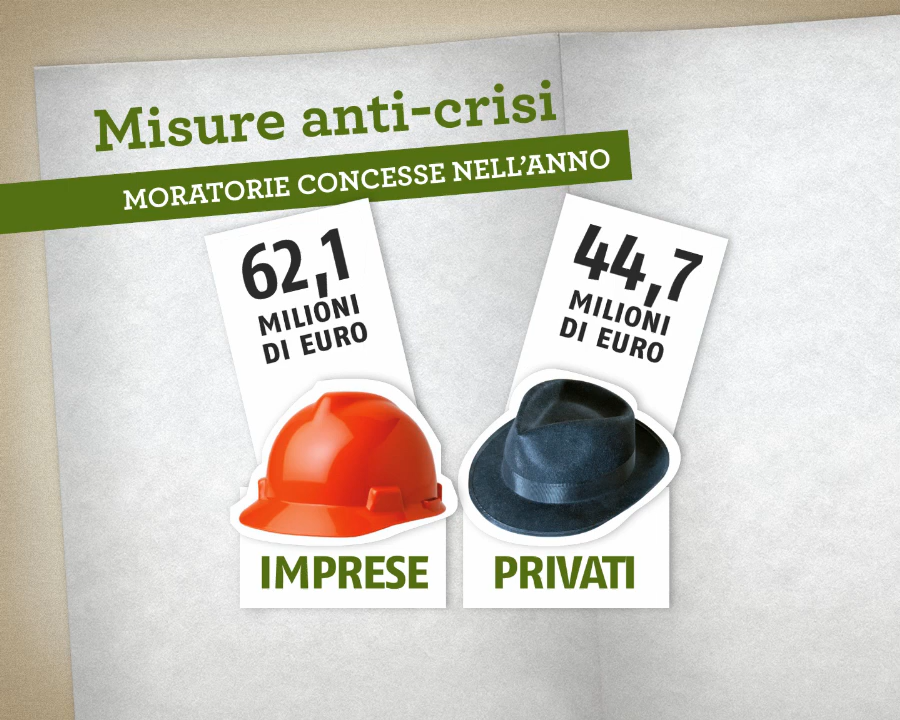 Misure anti-crisi
MORATORIE CONCESSE NELL'ANNO
62,1
MILIONI
DI EURO
IMPRESE
44,7
MILIONI
DI EURO
PRIVATI